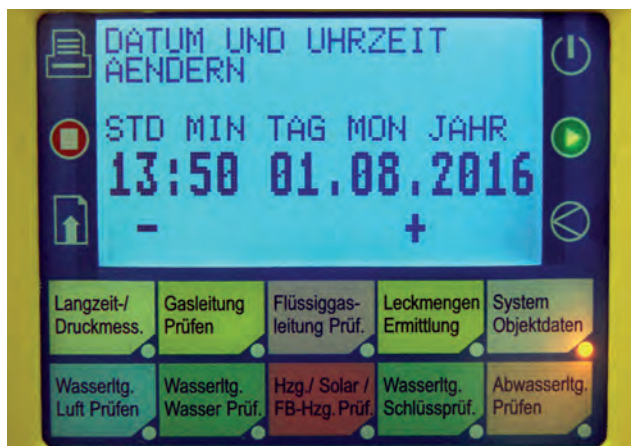 DATUM UND UHRZEIT
AENDERN
STD MIN TAG MON JAHR
13:50 01.08.2016
- +
Langzeit-/
Druckmess.
Gasleitung
Prüfen
Flüssiggas-
leitung Prüf.
Leckmengen
Ermittlung
System
Objektdaten
Wasserltg.
Luft Prüfen
Wasserltg.
Wasser Prüf.
Hzg./ Solar /
FB-Hzg. Prüf.
Wasserltg.
Schlüssprüf.
Abwasserltg.
Prüfen